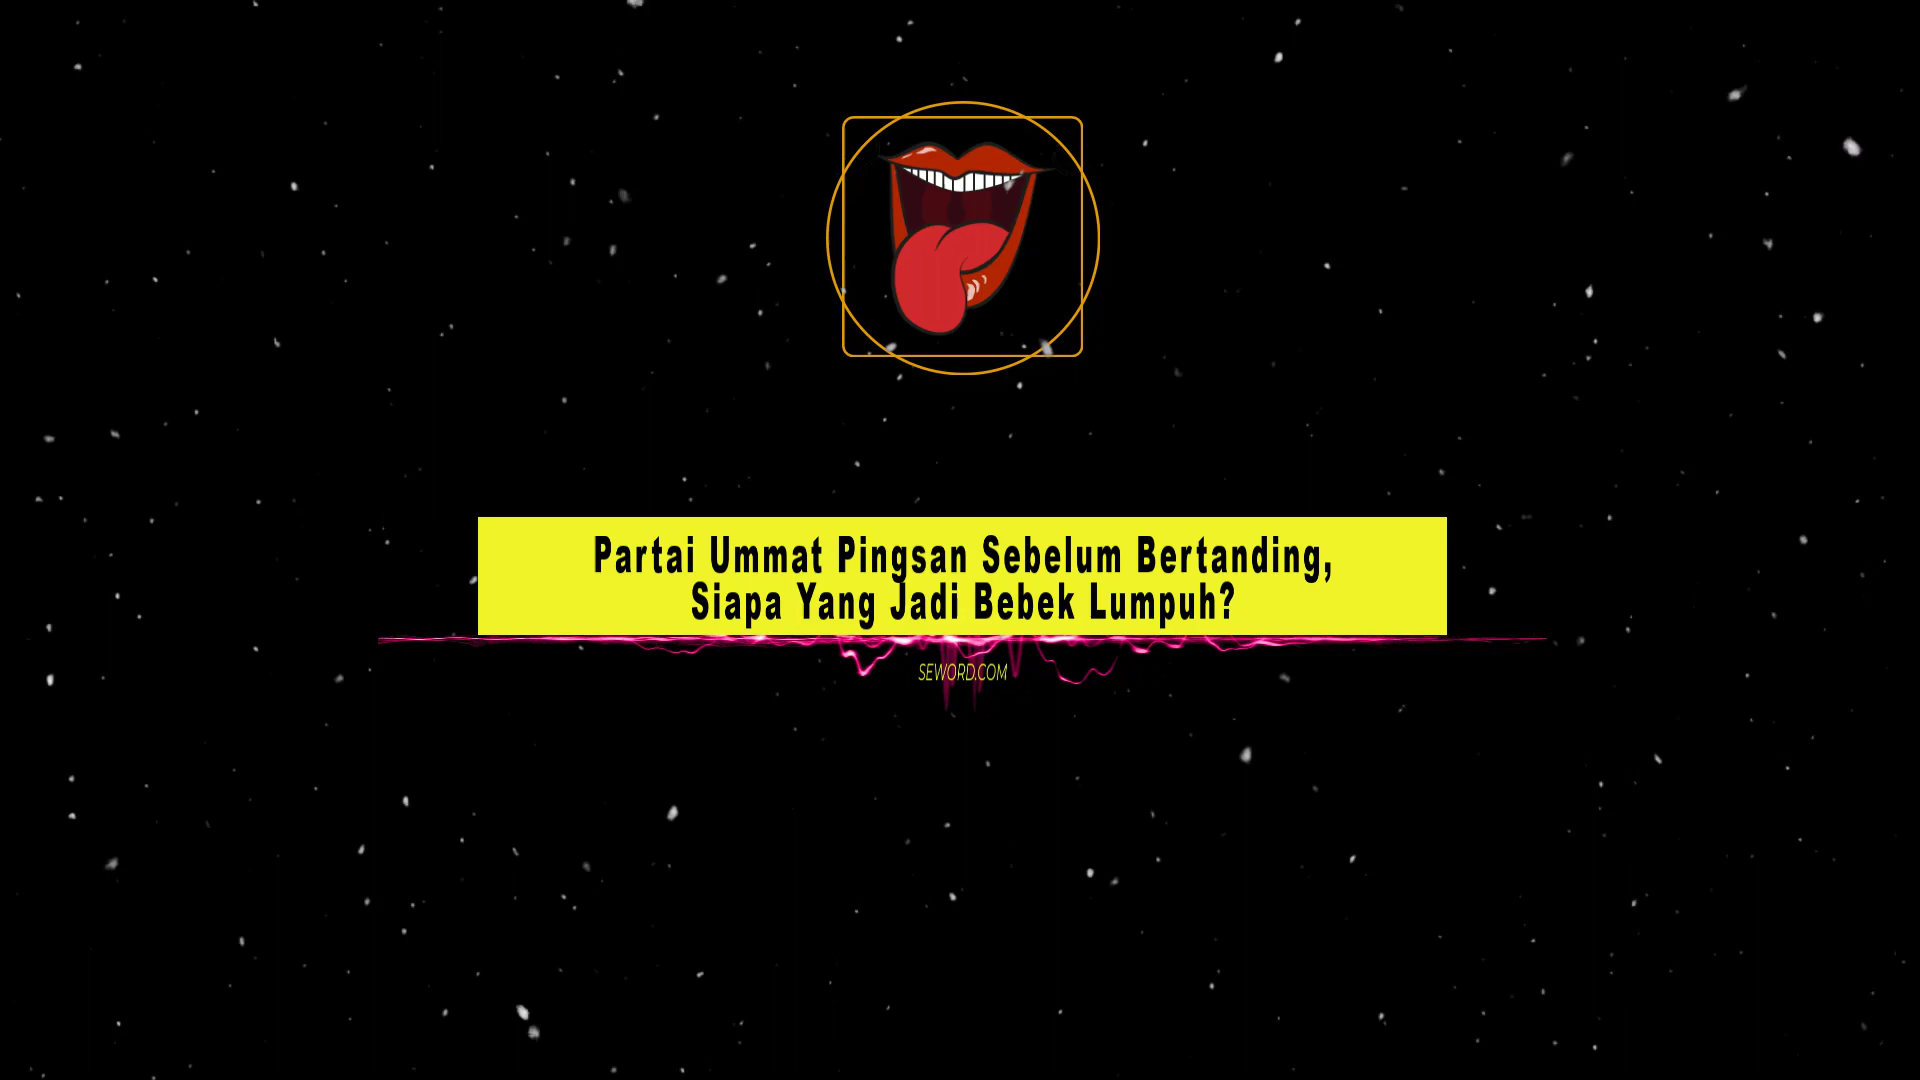 Partai Ummat Pingsan Sebelum Bertanding,
Siapa Yang Jadi Bebek Lumpuh?
SEWORD.COM